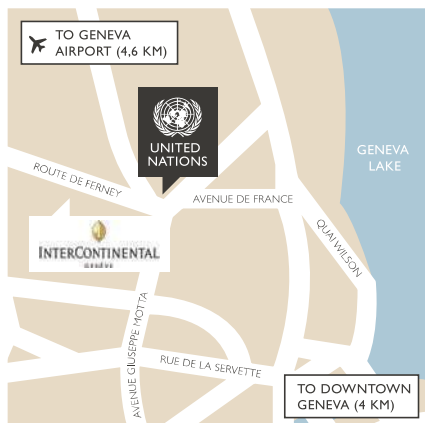 TO GENEVA
AIRPORT (4,6 KM)
UNITED
NATIONS
GENEVA
LAKE
ROUTE DE FERNEY
AVENUE DE FRANCE
QUAI WILSON
INTERCONTINENTAL
GENÈVE
AVENUE GIUSEPPE MOTTA
RUE DE LA SERVETTE
TO DOWNTOWN
GENEVA (4 KM)